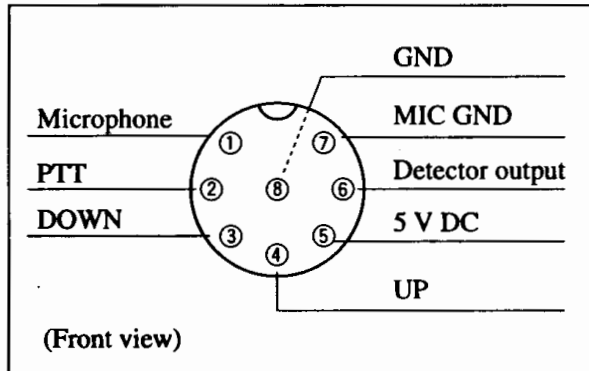 GND
Microphone
MIC GND
①
⑦
PTT
Detector output
②
⑧
⑥
DOWN
5 V DC
③
⑤
④
UP
(Front view)